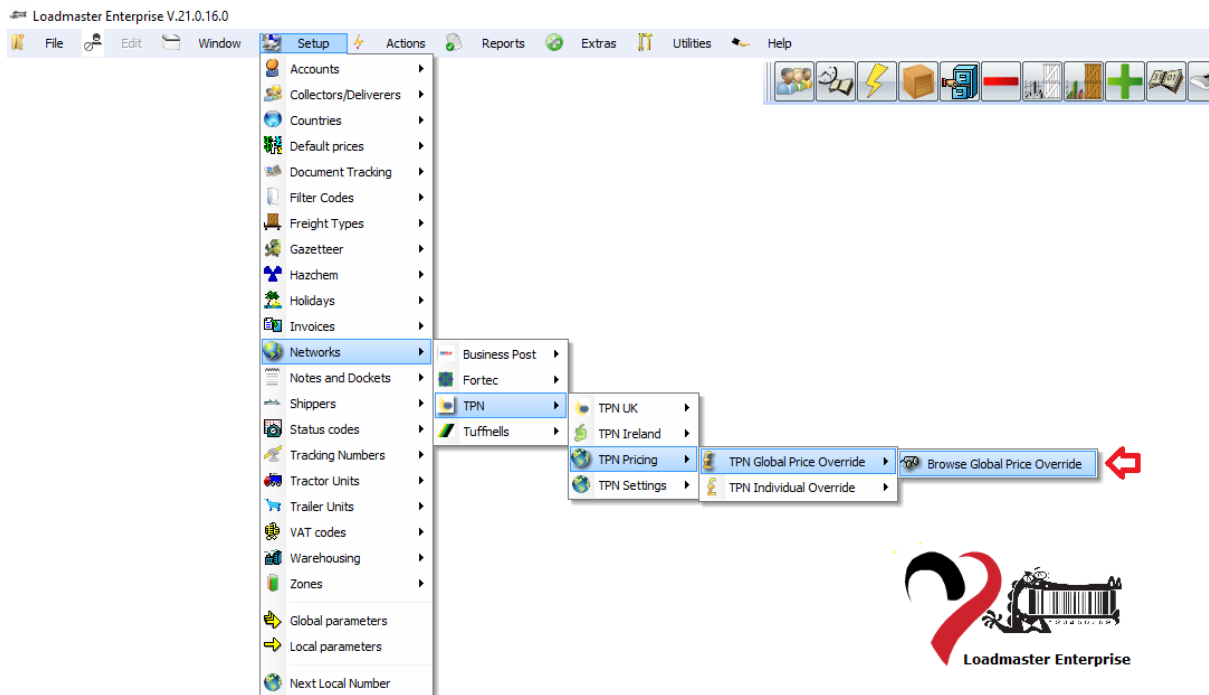 Loadmaster Enterprise V.21.0.16.0
File Edit Window Setup Actions Reports Extras Utilities Help
Accounts
Collectors/Deliverers
Countries
Default prices
Document Tracking
Filter Codes
Freight Types
Gazetteer
Hazchem
Holidays
Invoices
Networks
Notes and Dockets
Shippers
Status codes
Tracking Numbers
Tractor Units
Trailer Units
VAT codes
Warehousing
Zones
Global parameters
Local parameters
Next Local Number
Business Post
Fortec
TPN
Tuffnells
TPN UK
TPN Ireland
TPN Pricing
TPN Settings
TPN Global Price Override
TPN Individual Override
Browse Global Price Override
Loadmaster Enterprise